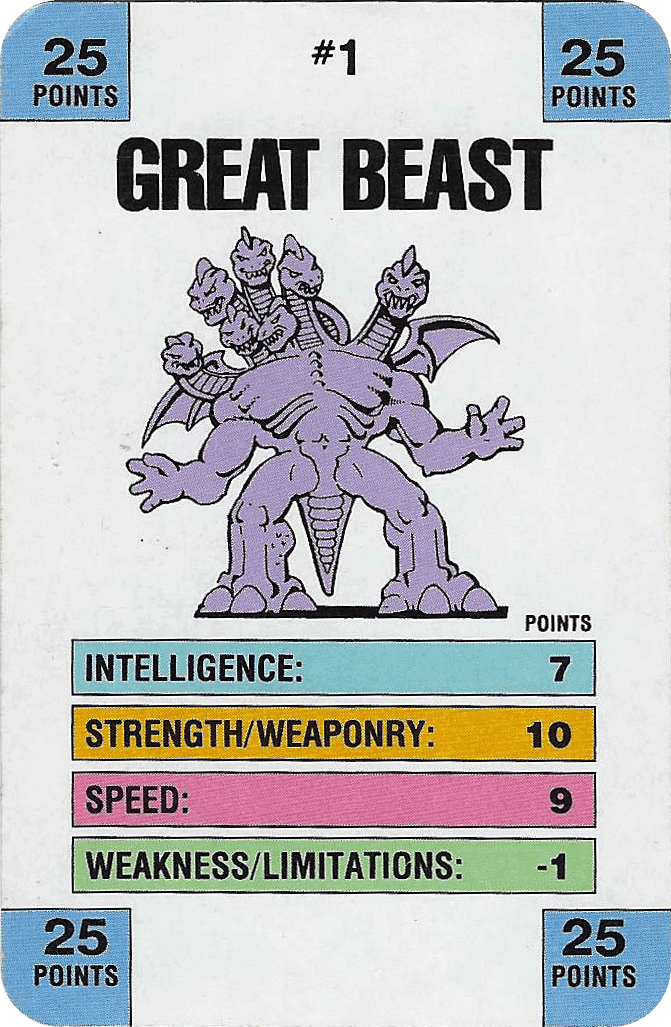 25
POINTS
#1
25
POINTS
GREAT BEAST
POINTS
INTELLIGENCE: 7
STRENGTH/WEAPONRY: 10
SPEED: 9
WEAKNESS/LIMITATIONS: -1
25
POINTS
25
POINTS